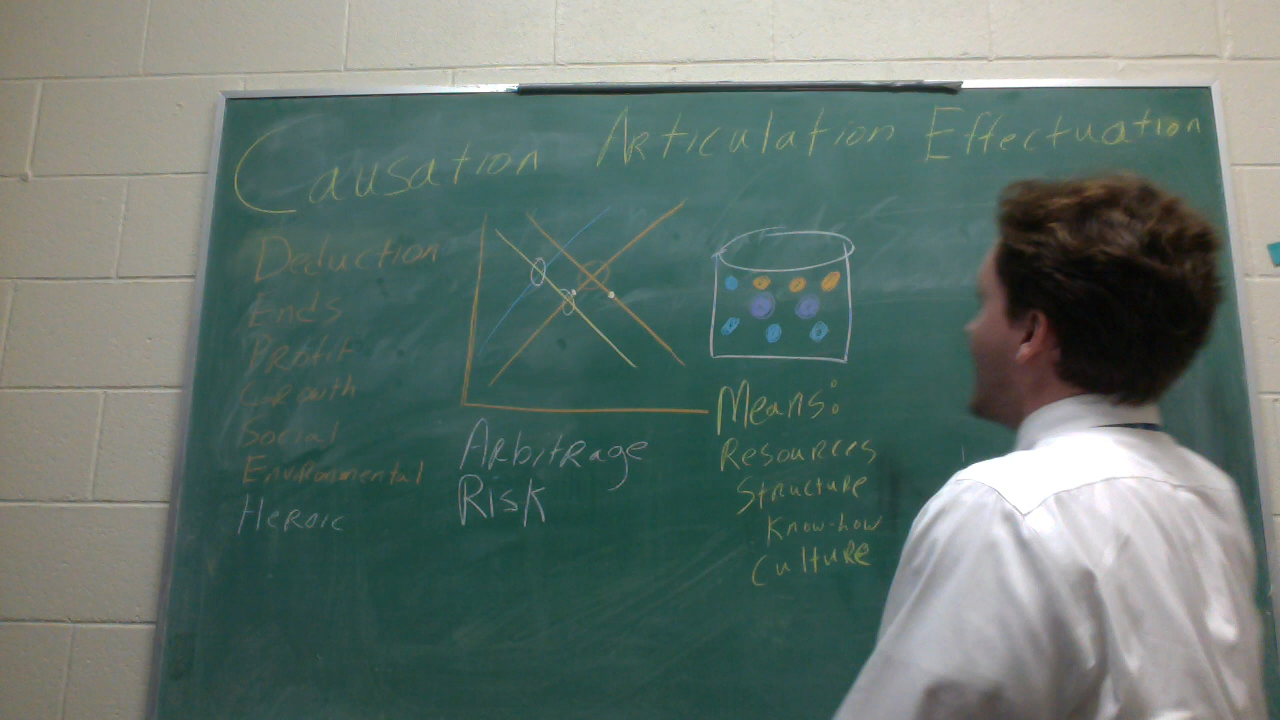 Causation Articulation Effectuation
Deduction
Ends
Profit
Growth
Social
Environmental
Heroic
Arbitrage
Risk
Means:
Resources
Structure
Know-how
Culture